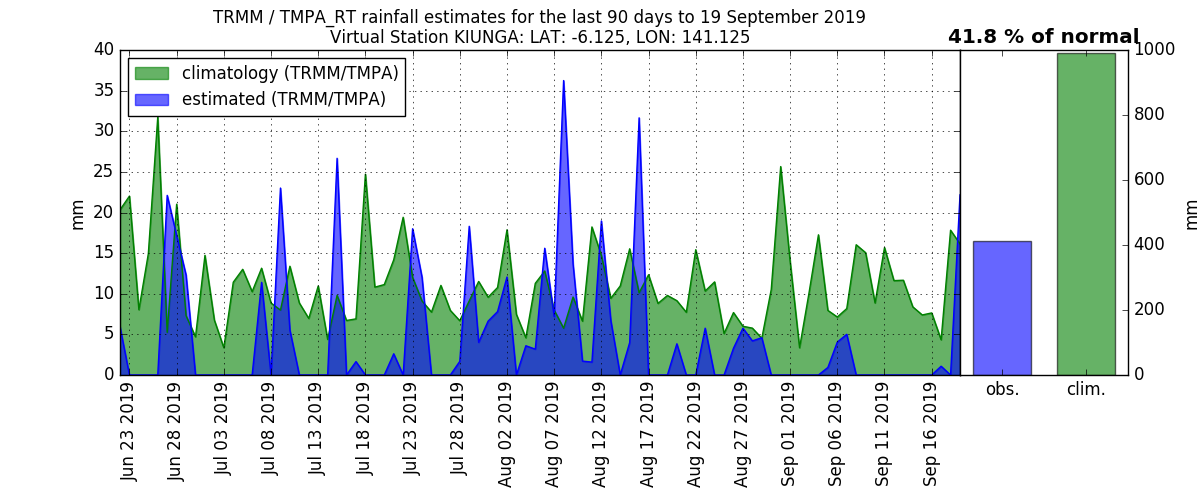 TRMM / TMPA_RT rainfall estimates for the last 90 days to 19 September 2019
Virtual Station KIUNGA: LAT: -6.125, LON: 141.125
41.8 % of normal
climatology (TRMM/TMPA)
estimated (TRMM/TMPA)
mm
40
35
30
25
20
15
10
5
0
Jun 23 2019
Jun 28 2019
Jul 03 2019
Jul 08 2019
Jul 13 2019
Jul 18 2019
Jul 23 2019
Jul 28 2019
Aug 02 2019
Aug 07 2019
Aug 12 2019
Aug 17 2019
Aug 22 2019
Aug 27 2019
Sep 01 2019
Sep 06 2019
Sep 11 2019
Sep 16 2019
obs.
clim.
1000
800
600
400
200
0
mm